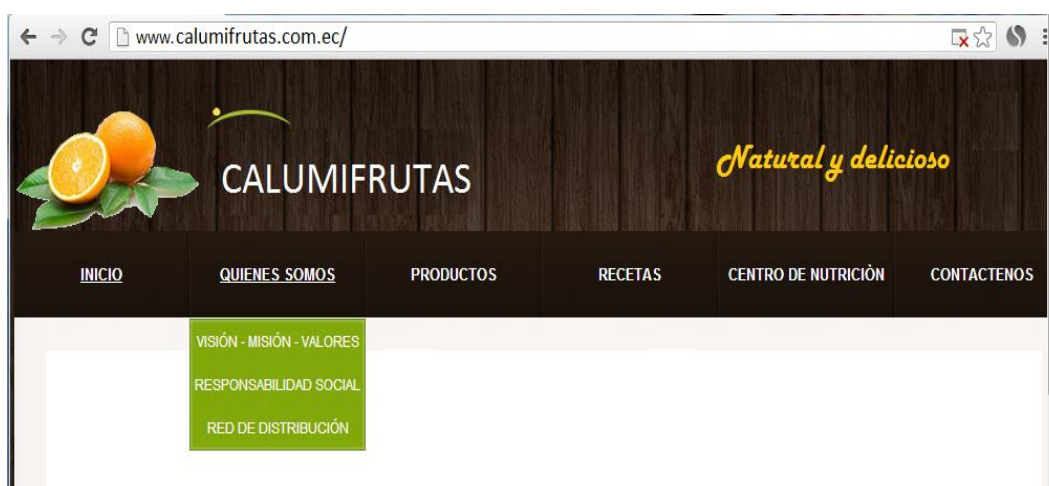 www.calumifrutas.com.ec/
CALUMIFRUTAS
Natural y delicioso
INICIO QUIENES SOMOS PRODUCTOS RECETAS CENTRO DE NUTRICIÒN CONTACTENOS
VISIÓN - MISIÓN - VALORES
RESPONSABILIDAD SOCIAL
RED DE DISTRIBUCIÓN